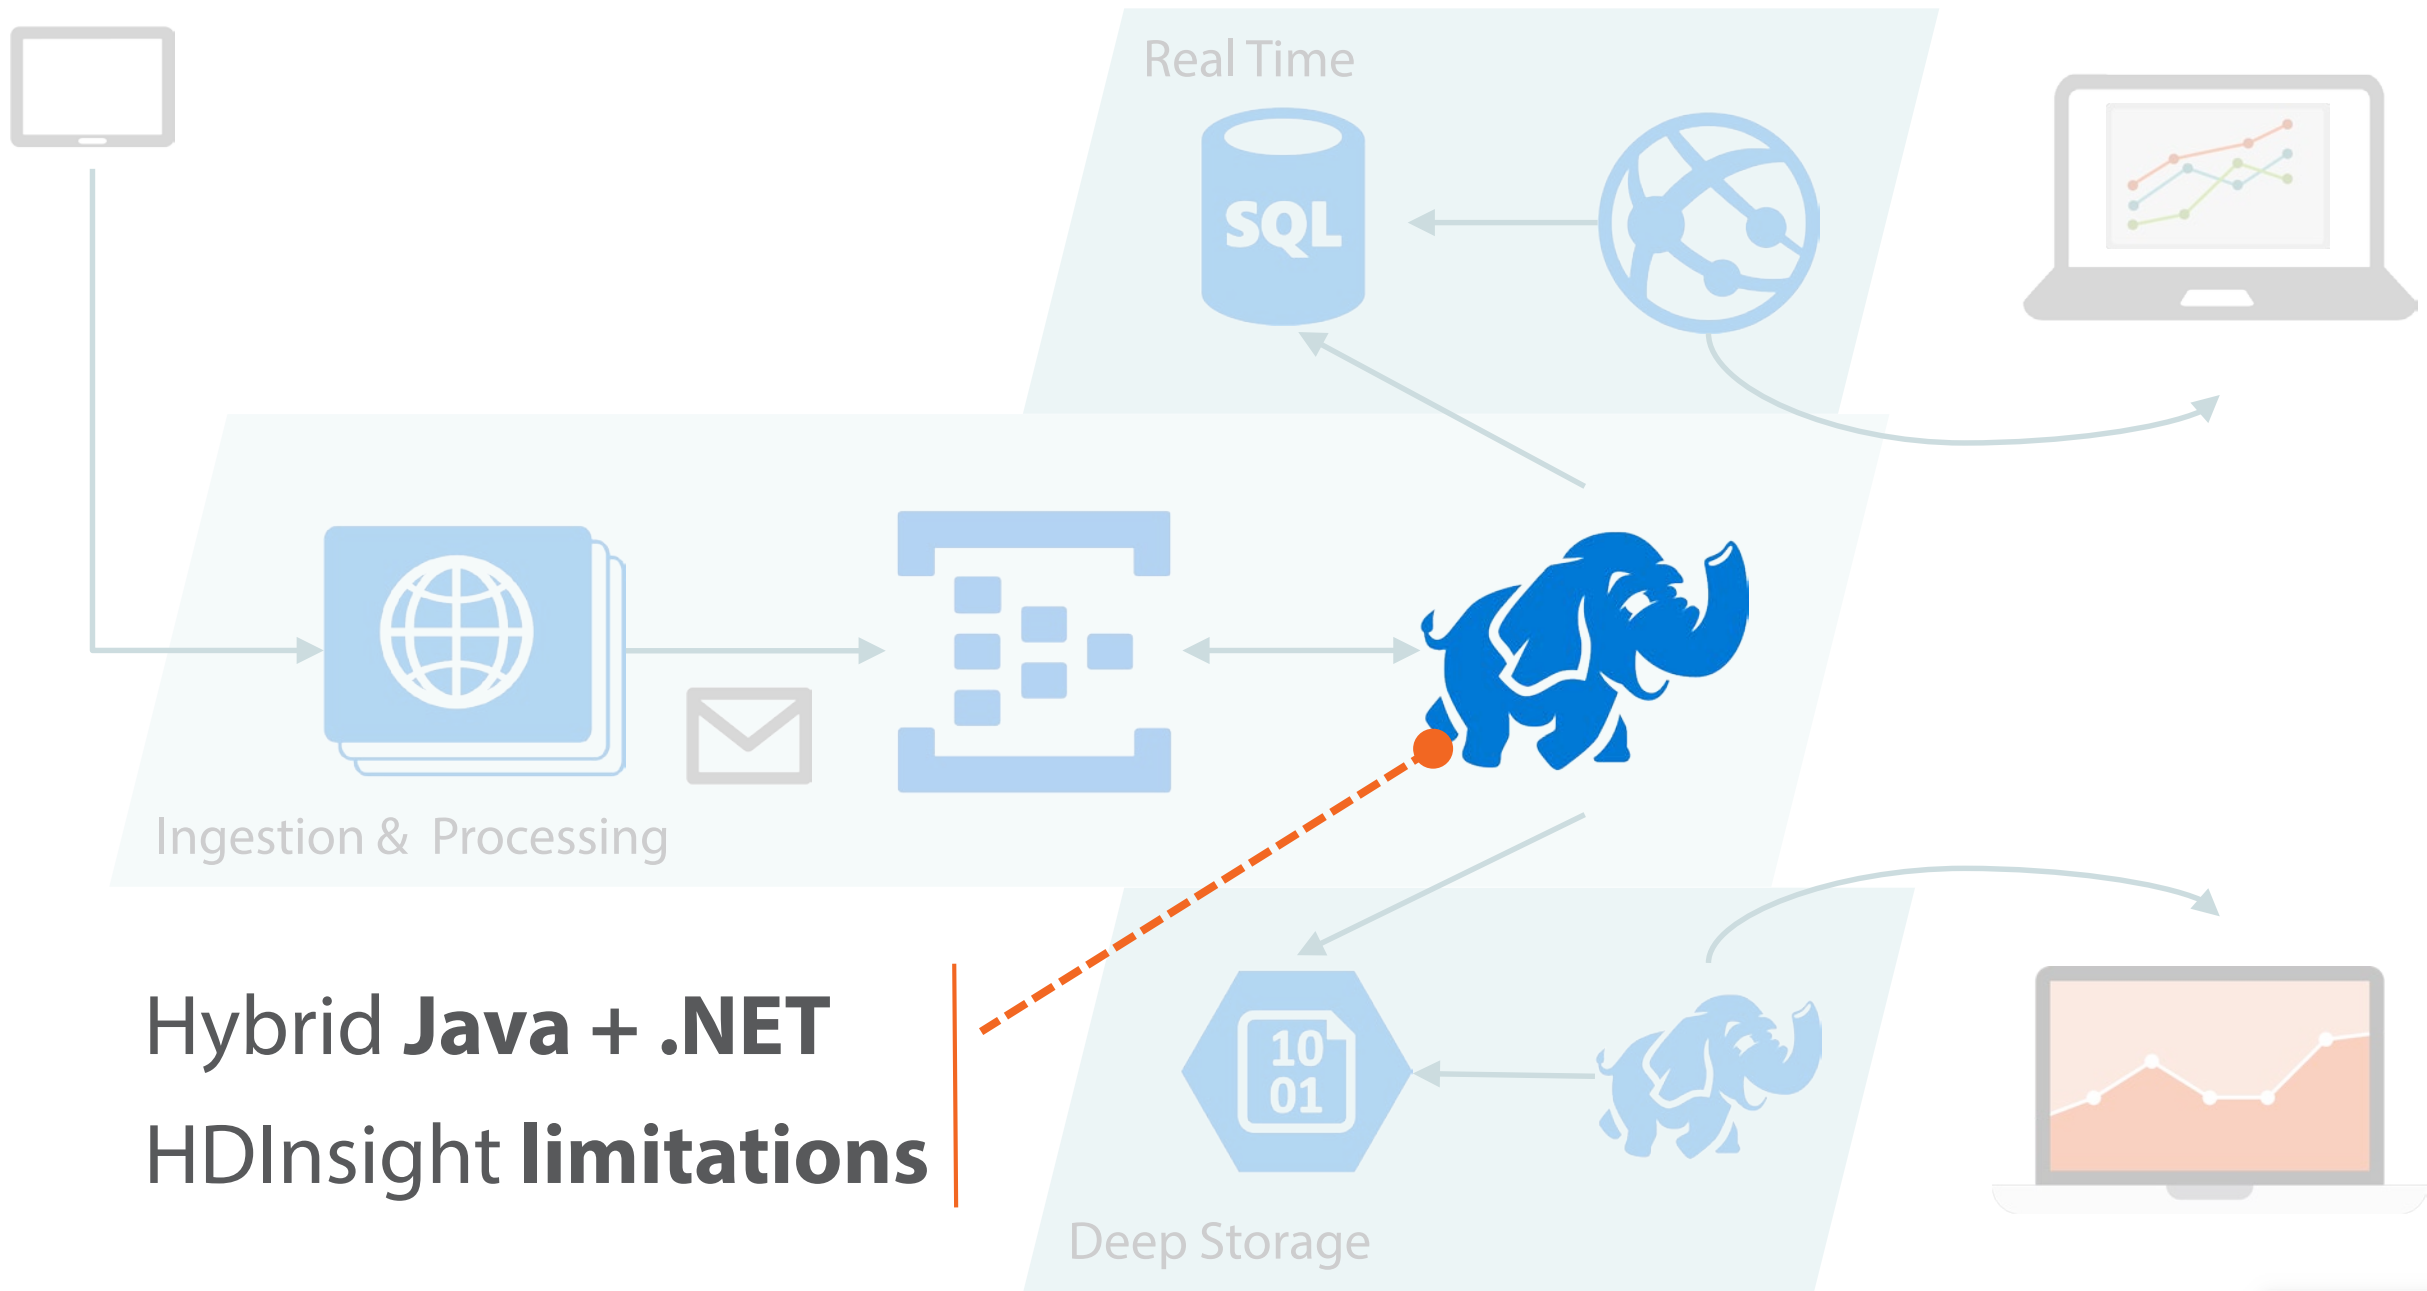 Real Time
SQL
Ingestion & Processing
Hybrid Java + .NET
HDInsight limitations
10
01
Deep Storage